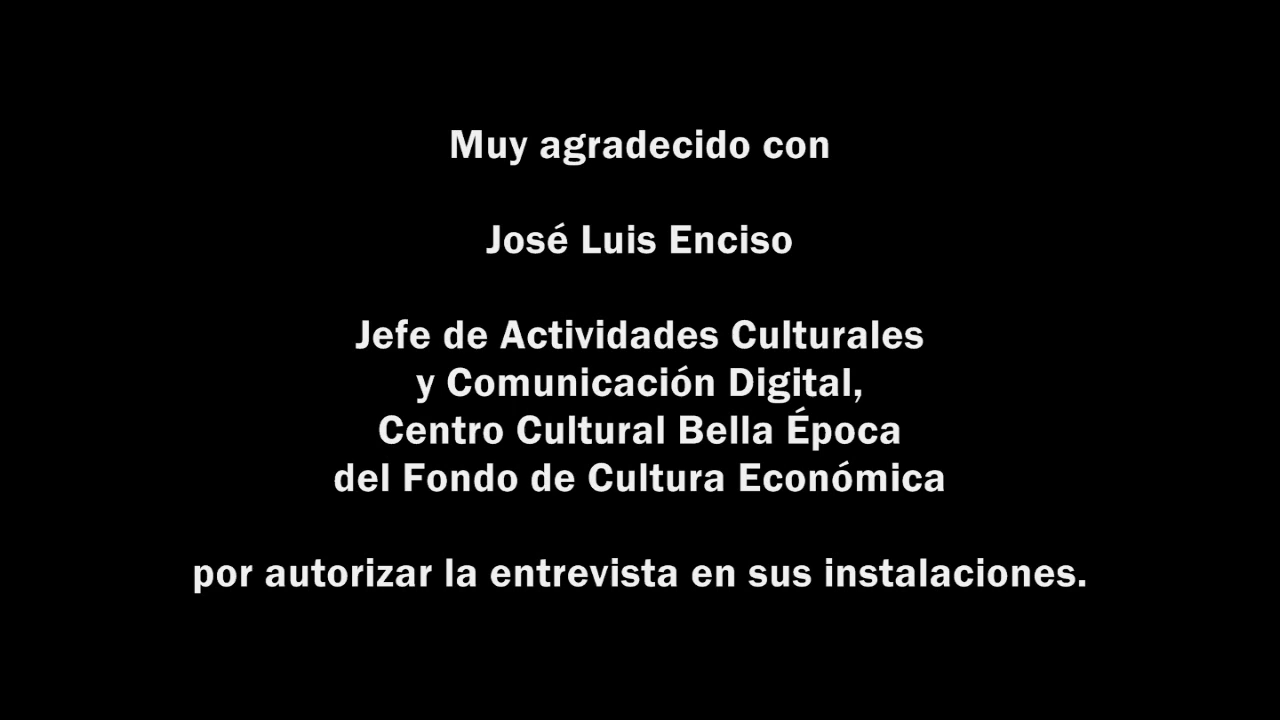 Muy agradecido con
José Luis Enciso
Jefe de Actividades Culturales
y Comunicación Digital,
Centro Cultural Bella Época
del Fondo de Cultura Económica
por autorizar la entrevista en sus instalaciones.